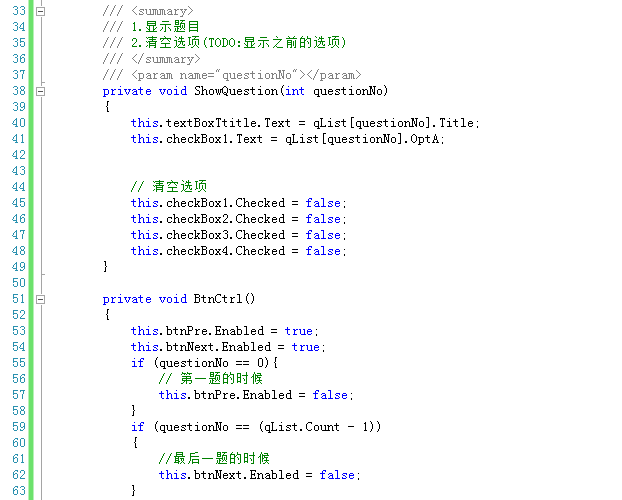 33 /// <summary>
34 /// 1.显示题目
35 /// 2.清空选项(TODO:显示之前的选项)
36 /// </summary>
37 /// <param name="questionNo"></param>
38 private void ShowQuestion(int questionNo)
39 {
40 this.textBoxTtitle.Text = qList[questionNo].Title;
41 this.checkBox1.Text = qList[questionNo].OptA;
42
43
44 // 清空选项
45 this.checkBox1.Checked = false;
46 this.checkBox2.Checked = false;
47 this.checkBox3.Checked = false;
48 this.checkBox4.Checked = false;
49 }
50
51 private void BtnCtrl()
52 {
53 this.btnPre.Enabled = true;
54 this.btnNext.Enabled = true;
55 if (questionNo == 0){
56 // 第一题的时候
57 this.btnPre.Enabled = false;
58 }
59 if (questionNo == (qList.Count - 1))
60 {
61 //最后一题的时候
62 this.btnNext.Enabled = false;
63 }